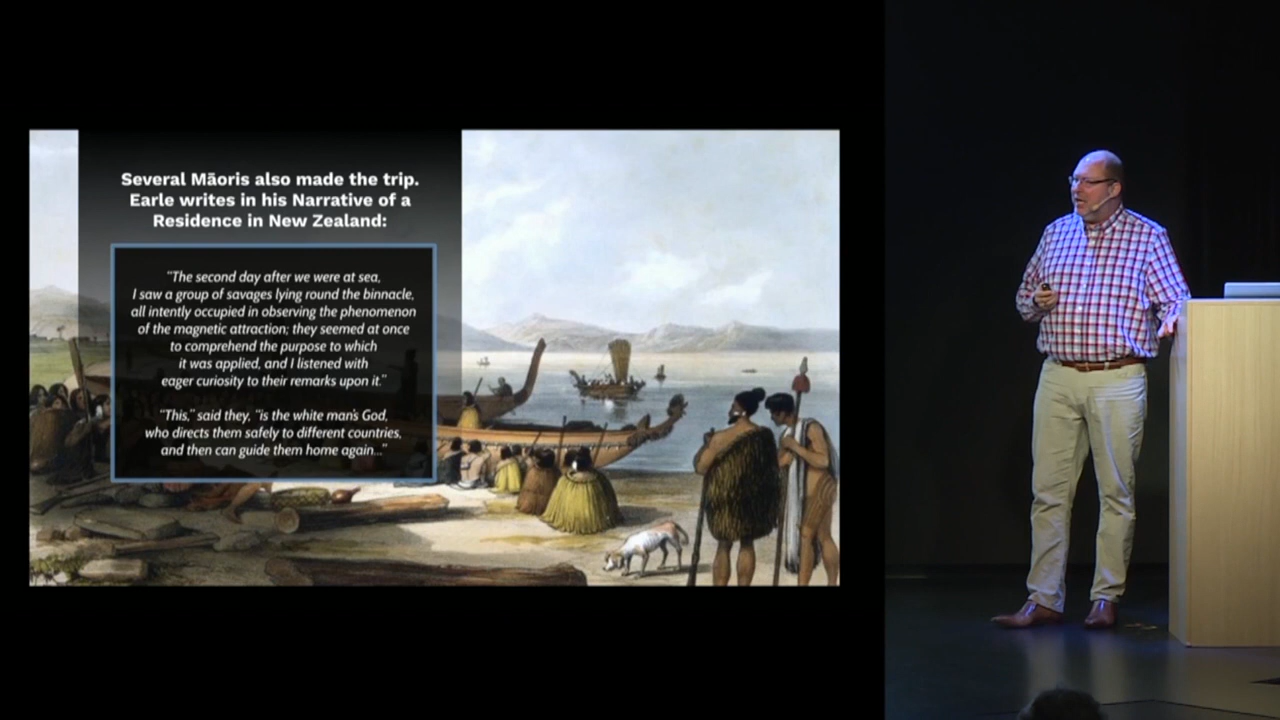 Several Māoris also made the trip.
Earle writes in his Narrative of a
Residence in New Zealand:
"The second day after we were at sea,
I saw a group of savages lying round the binnacle,
all intently occupied in observing the phenomenon
of the magnetic attraction; they seemed at once
to comprehend the purpose to which
it was applied, and I listened with
eager curiosity to their remarks upon it."
"This," said they, "is the white man's God,
who directs them safely to different countries,
and then can guide them home again..."